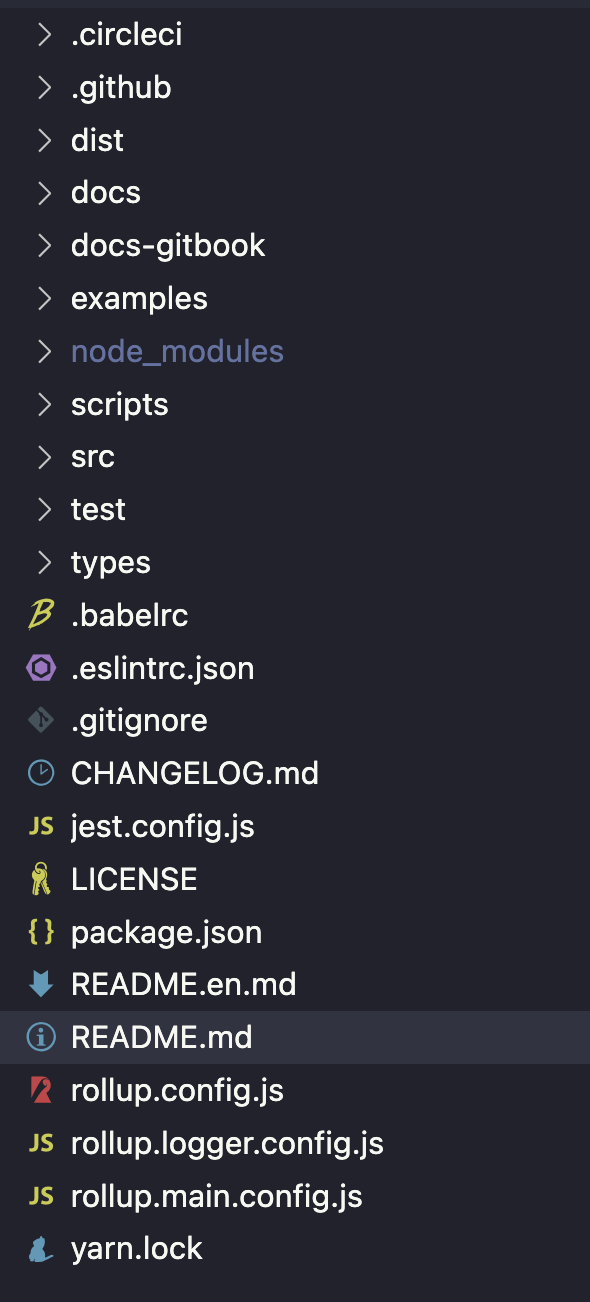 .circleci
.github
dist
docs
docs-gitbook
examples
node_modules
scripts
src
test
types
.babelrc
.eslintrc.json
.gitignore
CHANGELOG.md
JS jest.config.js
LICENSE
{ } package.json
README.en.md
README.md
rollup.config.js
JS rollup.logger.config.js
JS rollup.main.config.js
yarn.lock